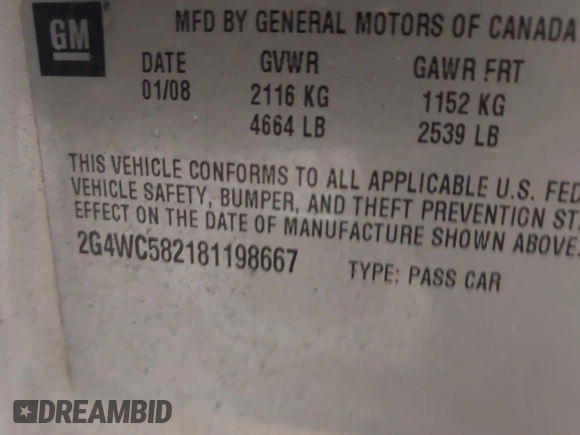 GM
MFD BY GENERAL MOTORS OF CANADA
DATE GVWR GAWR FRT
01/08 2116 KG 1152 KG
4664 LB 2539 LB
THIS VEHICLE CONFORMS TO ALL APPLICABLE U.S. FED
VEHICLE SAFETY, BUMPER, AND THEFT PREVENTION STA
EFFECT ON THE DATE OF MANUFACTURE SHOWN ABOVE.
2G4WC582181198667 TYPE: PASS CAR
DREAMBID